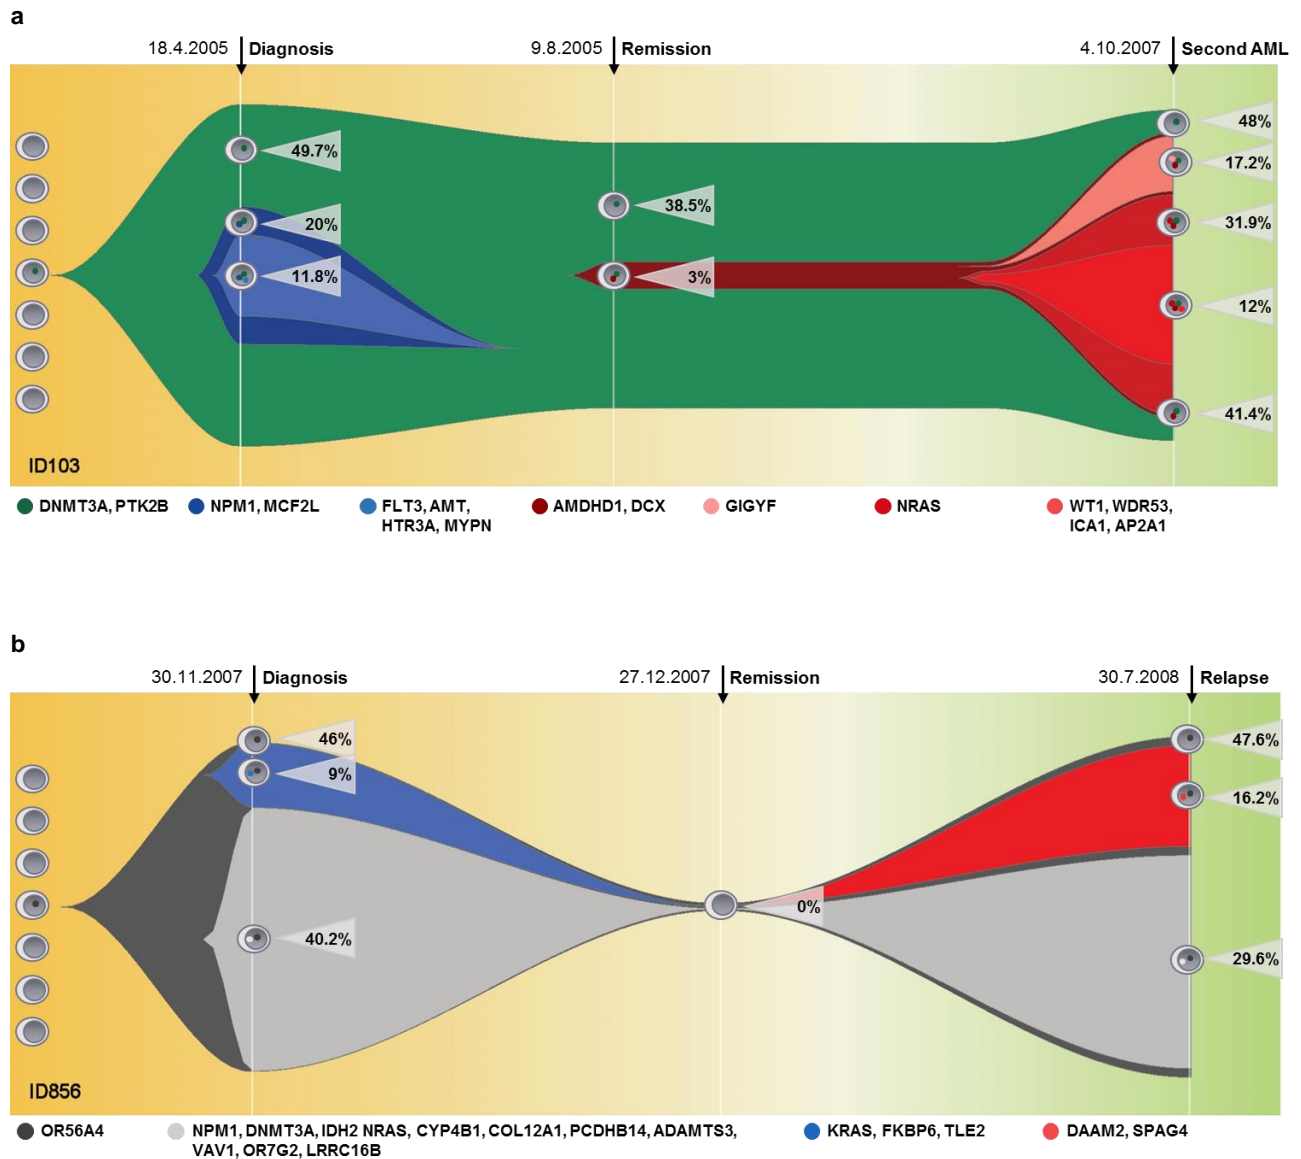 a
18.4.2005 Diagnosis 9.8.2005 Remission 4.10.2007 Second AML
49.7%
20%
11.8%
38.5%
3%
48%
17.2%
31.9%
12%
41.4%
ID103
DNMT3A, PTK2B NPM1, MCF2L FLT3, AMT, AMDHD1, DCX GIGYF NRAS WT1, WDR53,
HTR3A, MYPN ICA1, AP2A1
b
30.11.2007 Diagnosis 27.12.2007 Remission 30.7.2008 Relapse
46%
9%
40.2%
0%
47.6%
16.2%
29.6%
ID856
OR56A4 NPM1, DNMT3A, IDH2 NRAS, CYP4B1, COL12A1, PCDHB14, ADAMTS3, KRAS, FKBP6, TLE2 DAAM2, SPAG4
VAV1, OR7G2, LRRC16B